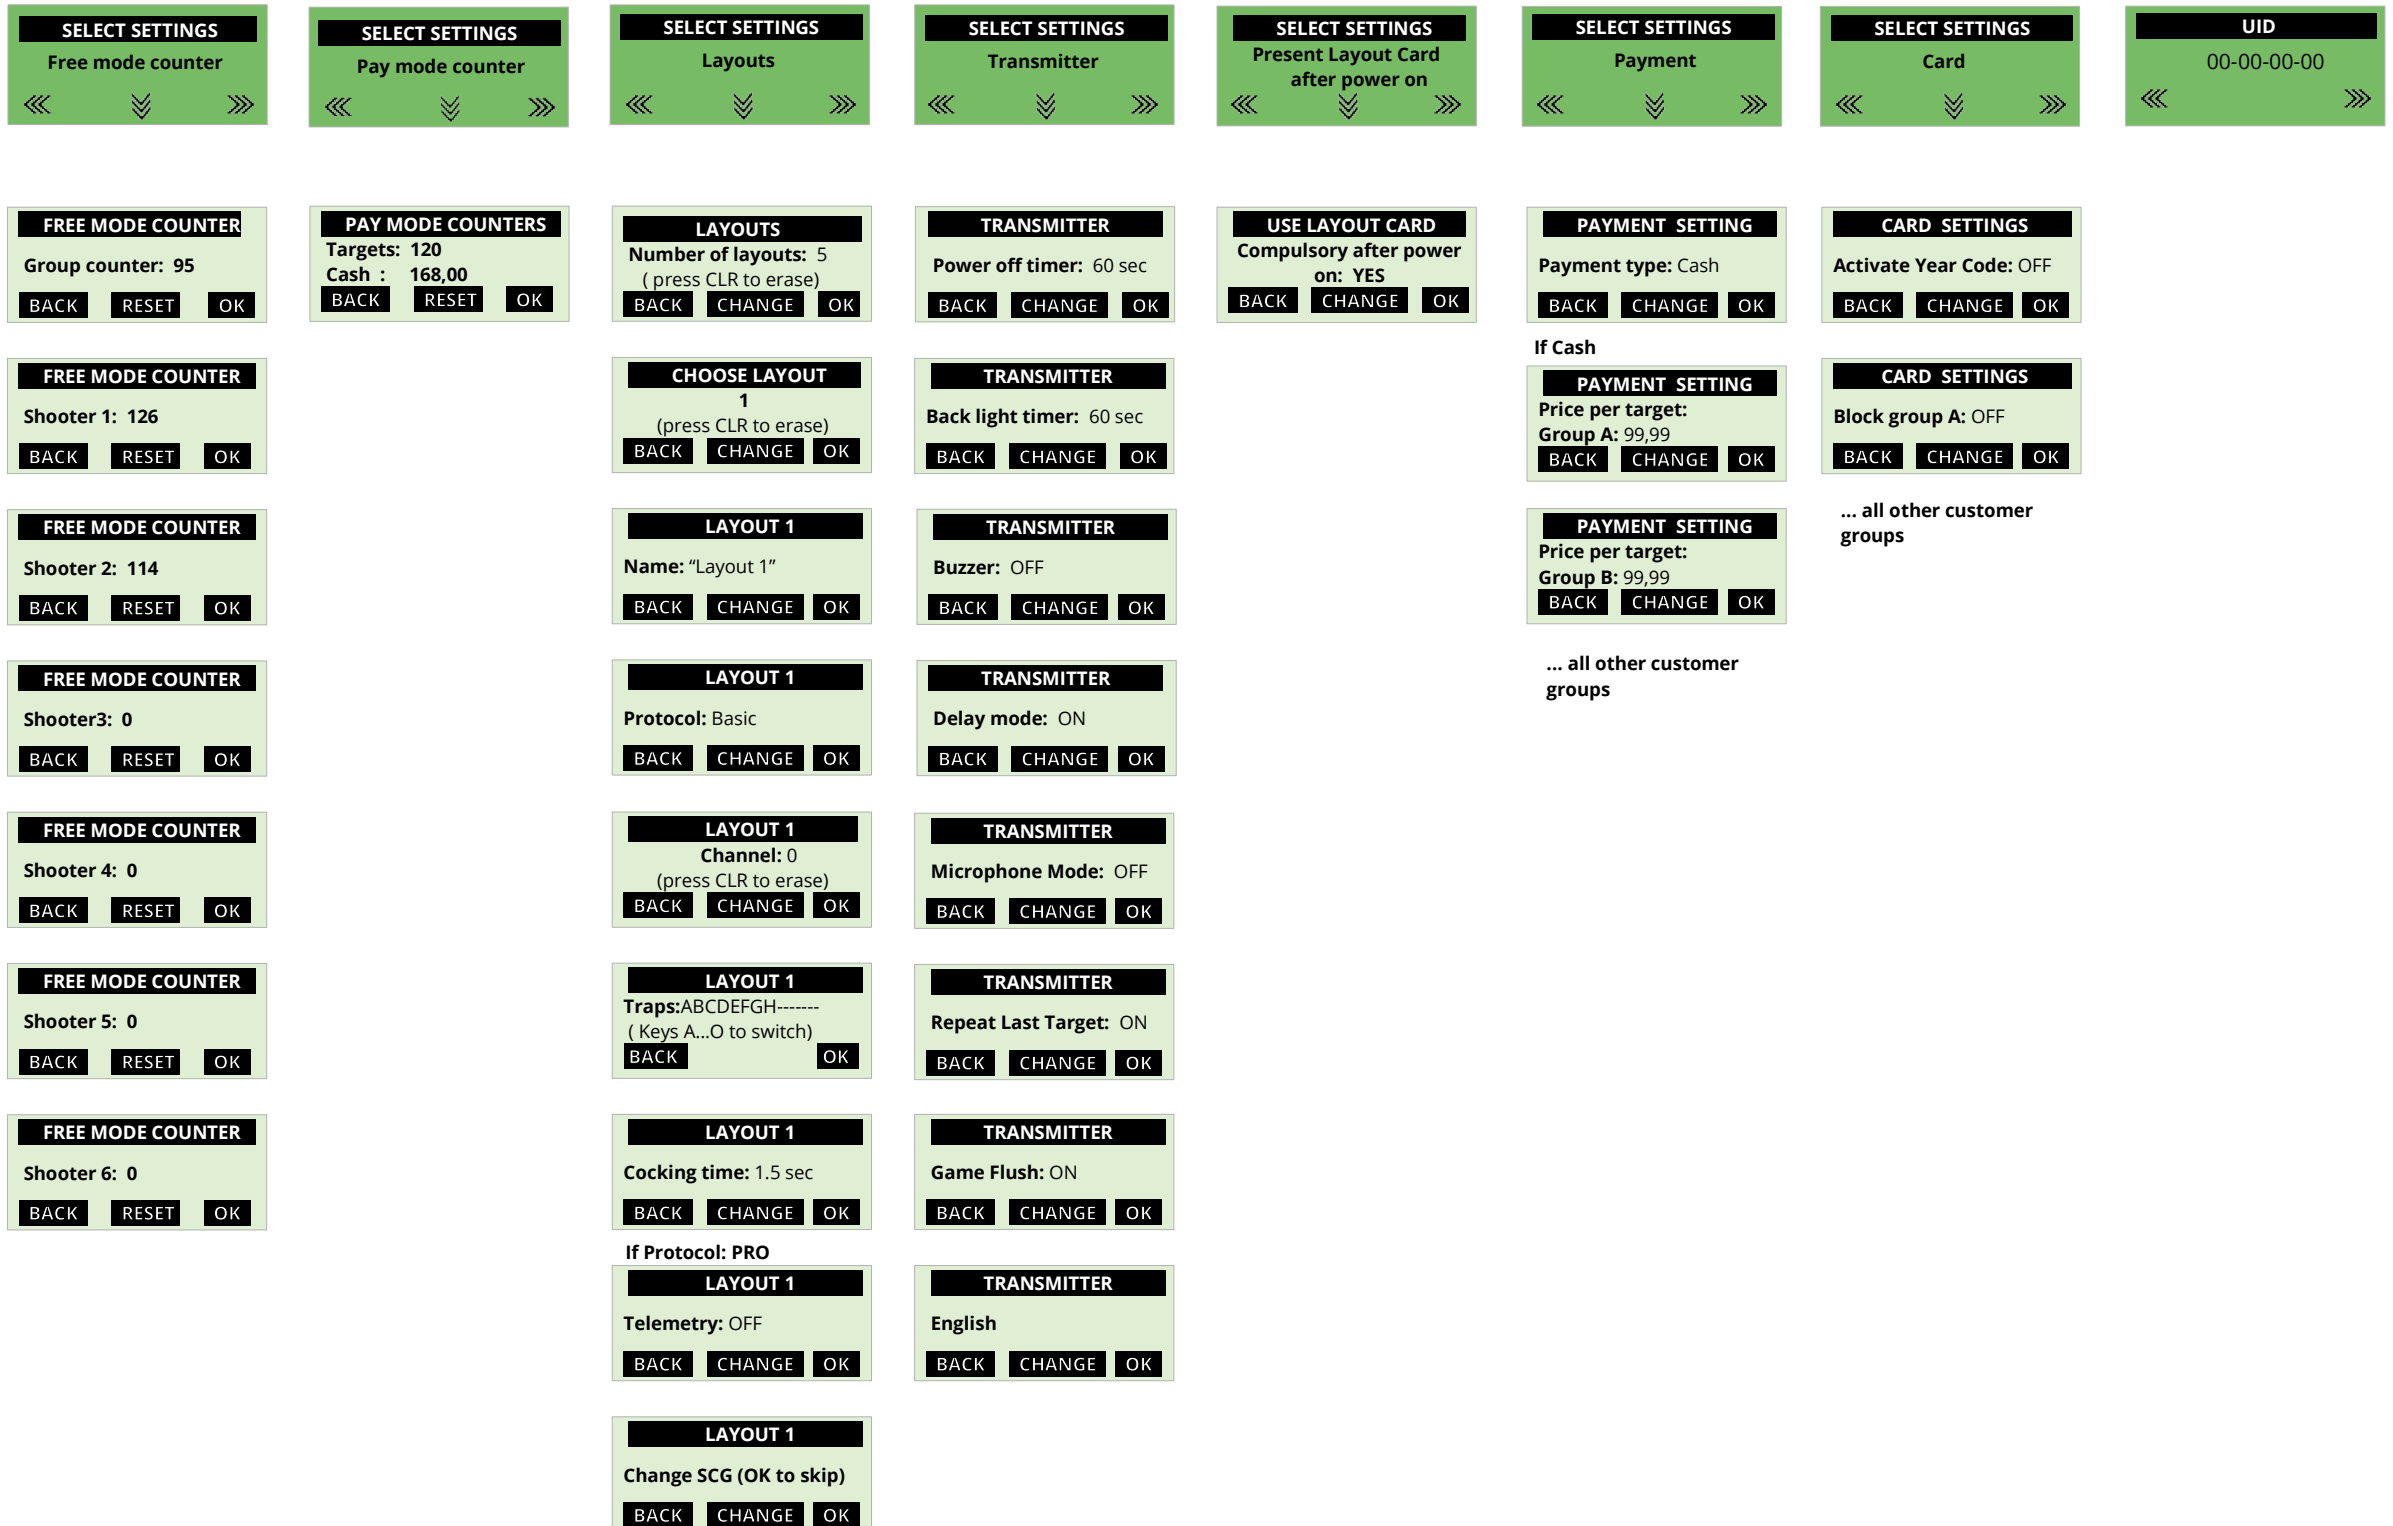 SELECT SETTINGS
Free mode counter
SELECT SETTINGS
Pay mode counter
SELECT SETTINGS
Layouts
SELECT SETTINGS
Transmitter
SELECT SETTINGS
Present Layout Card
after power on
SELECT SETTINGS
Payment
SELECT SETTINGS
Card
UID
00-00-00-00
FREE MODE COUNTER
Group counter: 95
BACK RESET OK
FREE MODE COUNTER
Shooter 1: 126
BACK RESET OK
FREE MODE COUNTER
Shooter 2: 114
BACK RESET OK
FREE MODE COUNTER
Shooter3: 0
BACK RESET OK
FREE MODE COUNTER
Shooter 4: 0
BACK RESET OK
FREE MODE COUNTER
Shooter 5: 0
BACK RESET OK
FREE MODE COUNTER
Shooter 6: 0
BACK RESET OK
PAY MODE COUNTERS
Targets: 120
Cash : 168,00
BACK RESET OK
LAYOUTS
Number of layouts: 5
( press CLR to erase)
BACK CHANGE OK
CHOOSE LAYOUT
1
(press CLR to erase)
BACK CHANGE OK
LAYOUT 1
Name: “Layout 1”
BACK CHANGE OK
LAYOUT 1
Protocol: Basic
BACK CHANGE OK
LAYOUT 1
Channel: 0
(press CLR to erase)
BACK CHANGE OK
LAYOUT 1
Traps:ABCDEFGH-------
( Keys A...O to switch)
BACK OK
LAYOUT 1
Cocking time: 1.5 sec
BACK CHANGE OK
If Protocol: PRO
LAYOUT 1
Telemetry: OFF
BACK CHANGE OK
LAYOUT 1
Change SCG (OK to skip)
BACK CHANGE OK
TRANSMITTER
Power off timer: 60 sec
BACK CHANGE OK
TRANSMITTER
Back light timer: 60 sec
BACK CHANGE OK
TRANSMITTER
Buzzer: OFF
BACK CHANGE OK
TRANSMITTER
Delay mode: ON
BACK CHANGE OK
TRANSMITTER
Microphone Mode: OFF
BACK CHANGE OK
TRANSMITTER
Repeat Last Target: ON
BACK CHANGE OK
TRANSMITTER
Game Flush: ON
BACK CHANGE OK
TRANSMITTER
English
BACK CHANGE OK
USE LAYOUT CARD
Compulsory after power
on: YES
BACK CHANGE OK
PAYMENT SETTING
Payment type: Cash
BACK CHANGE OK
If Cash
PAYMENT SETTING
Price per target:
Group A: 99,99
BACK CHANGE OK
PAYMENT SETTING
Price per target:
Group B: 99,99
BACK CHANGE OK
... all other customer
groups
CARD SETTINGS
Activate Year Code: OFF
BACK CHANGE OK
CARD SETTINGS
Block group A: OFF
BACK CHANGE OK
... all other customer
groups